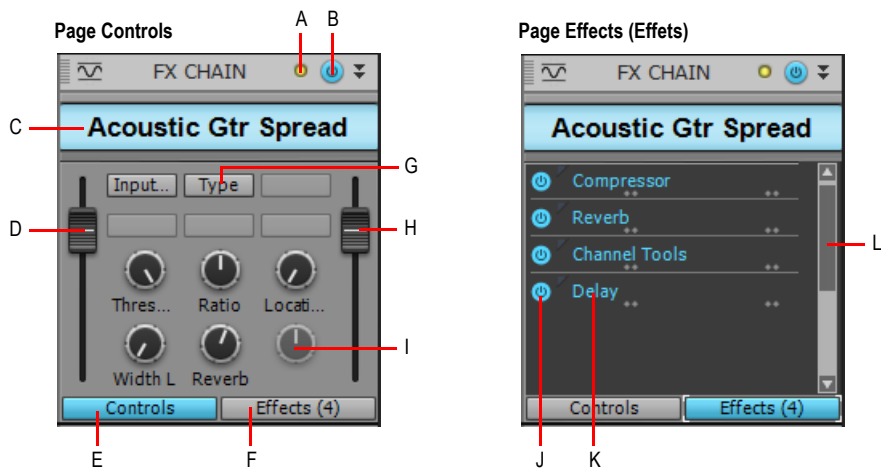 A B
Page Controls
Page Effects (Effets)
FX CHAIN
FX CHAIN
C
Acoustic Gtr Spread
Acoustic Gtr Spread
G
Input... Type
Compressor
D
H
Reverb
L
Channel Tools
Thres... Ratio Locati...
Delay
I
Width L Reverb
Controls Effects (4)
Controls Effects (4)
E F J K